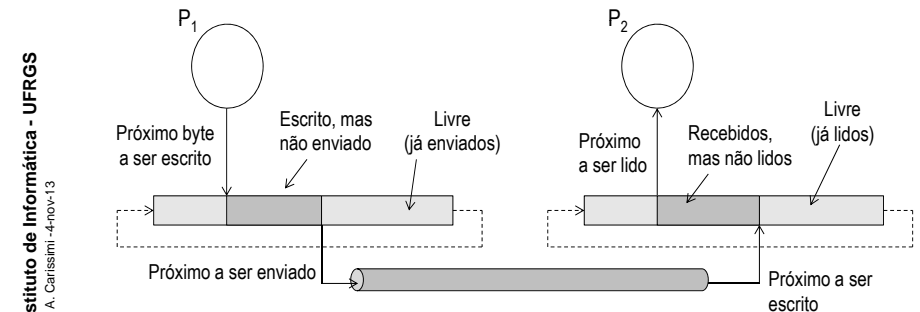 stituto de Informática - UFRGS
A. Carissimi -4-nov-13
P1
Próximo byte
a ser escrito
Escrito, mas
não enviado
Livre
(já enviados)
Próximo a ser enviado
P2
Próximo
a ser lido
Recebidos,
mas não lidos
Livre
(já lidos)
Próximo a ser
escrito